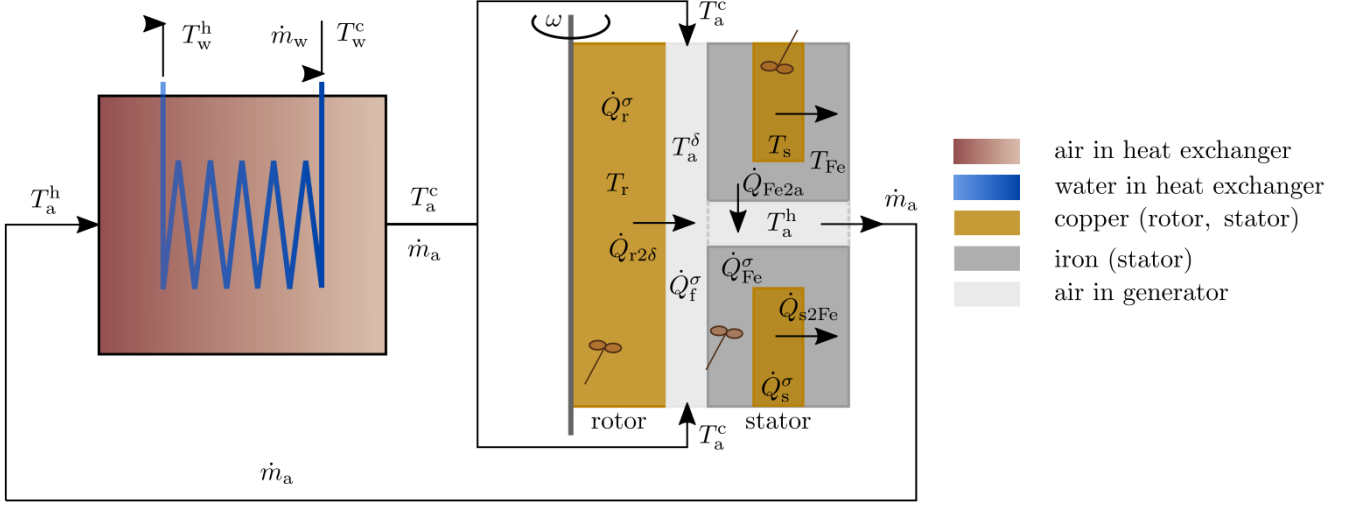 T_w^h
ṁ_w
T_w^c
T_a^h
T_a^c
ṁ_a
ω
T_a^c
Q̇_r^σ
T_r
Q̇_r2δ
T_a^δ
Q̇_f^σ
T_s
T_Fe
Q̇_Fe2a
T_a^h
ṁ_a
Q̇_Fe^σ
Q̇_s2Fe
Q̇_s^σ
rotor
stator
T_a^c
ṁ_a
air in heat exchanger
water in heat exchanger
copper (rotor, stator)
iron (stator)
air in generator